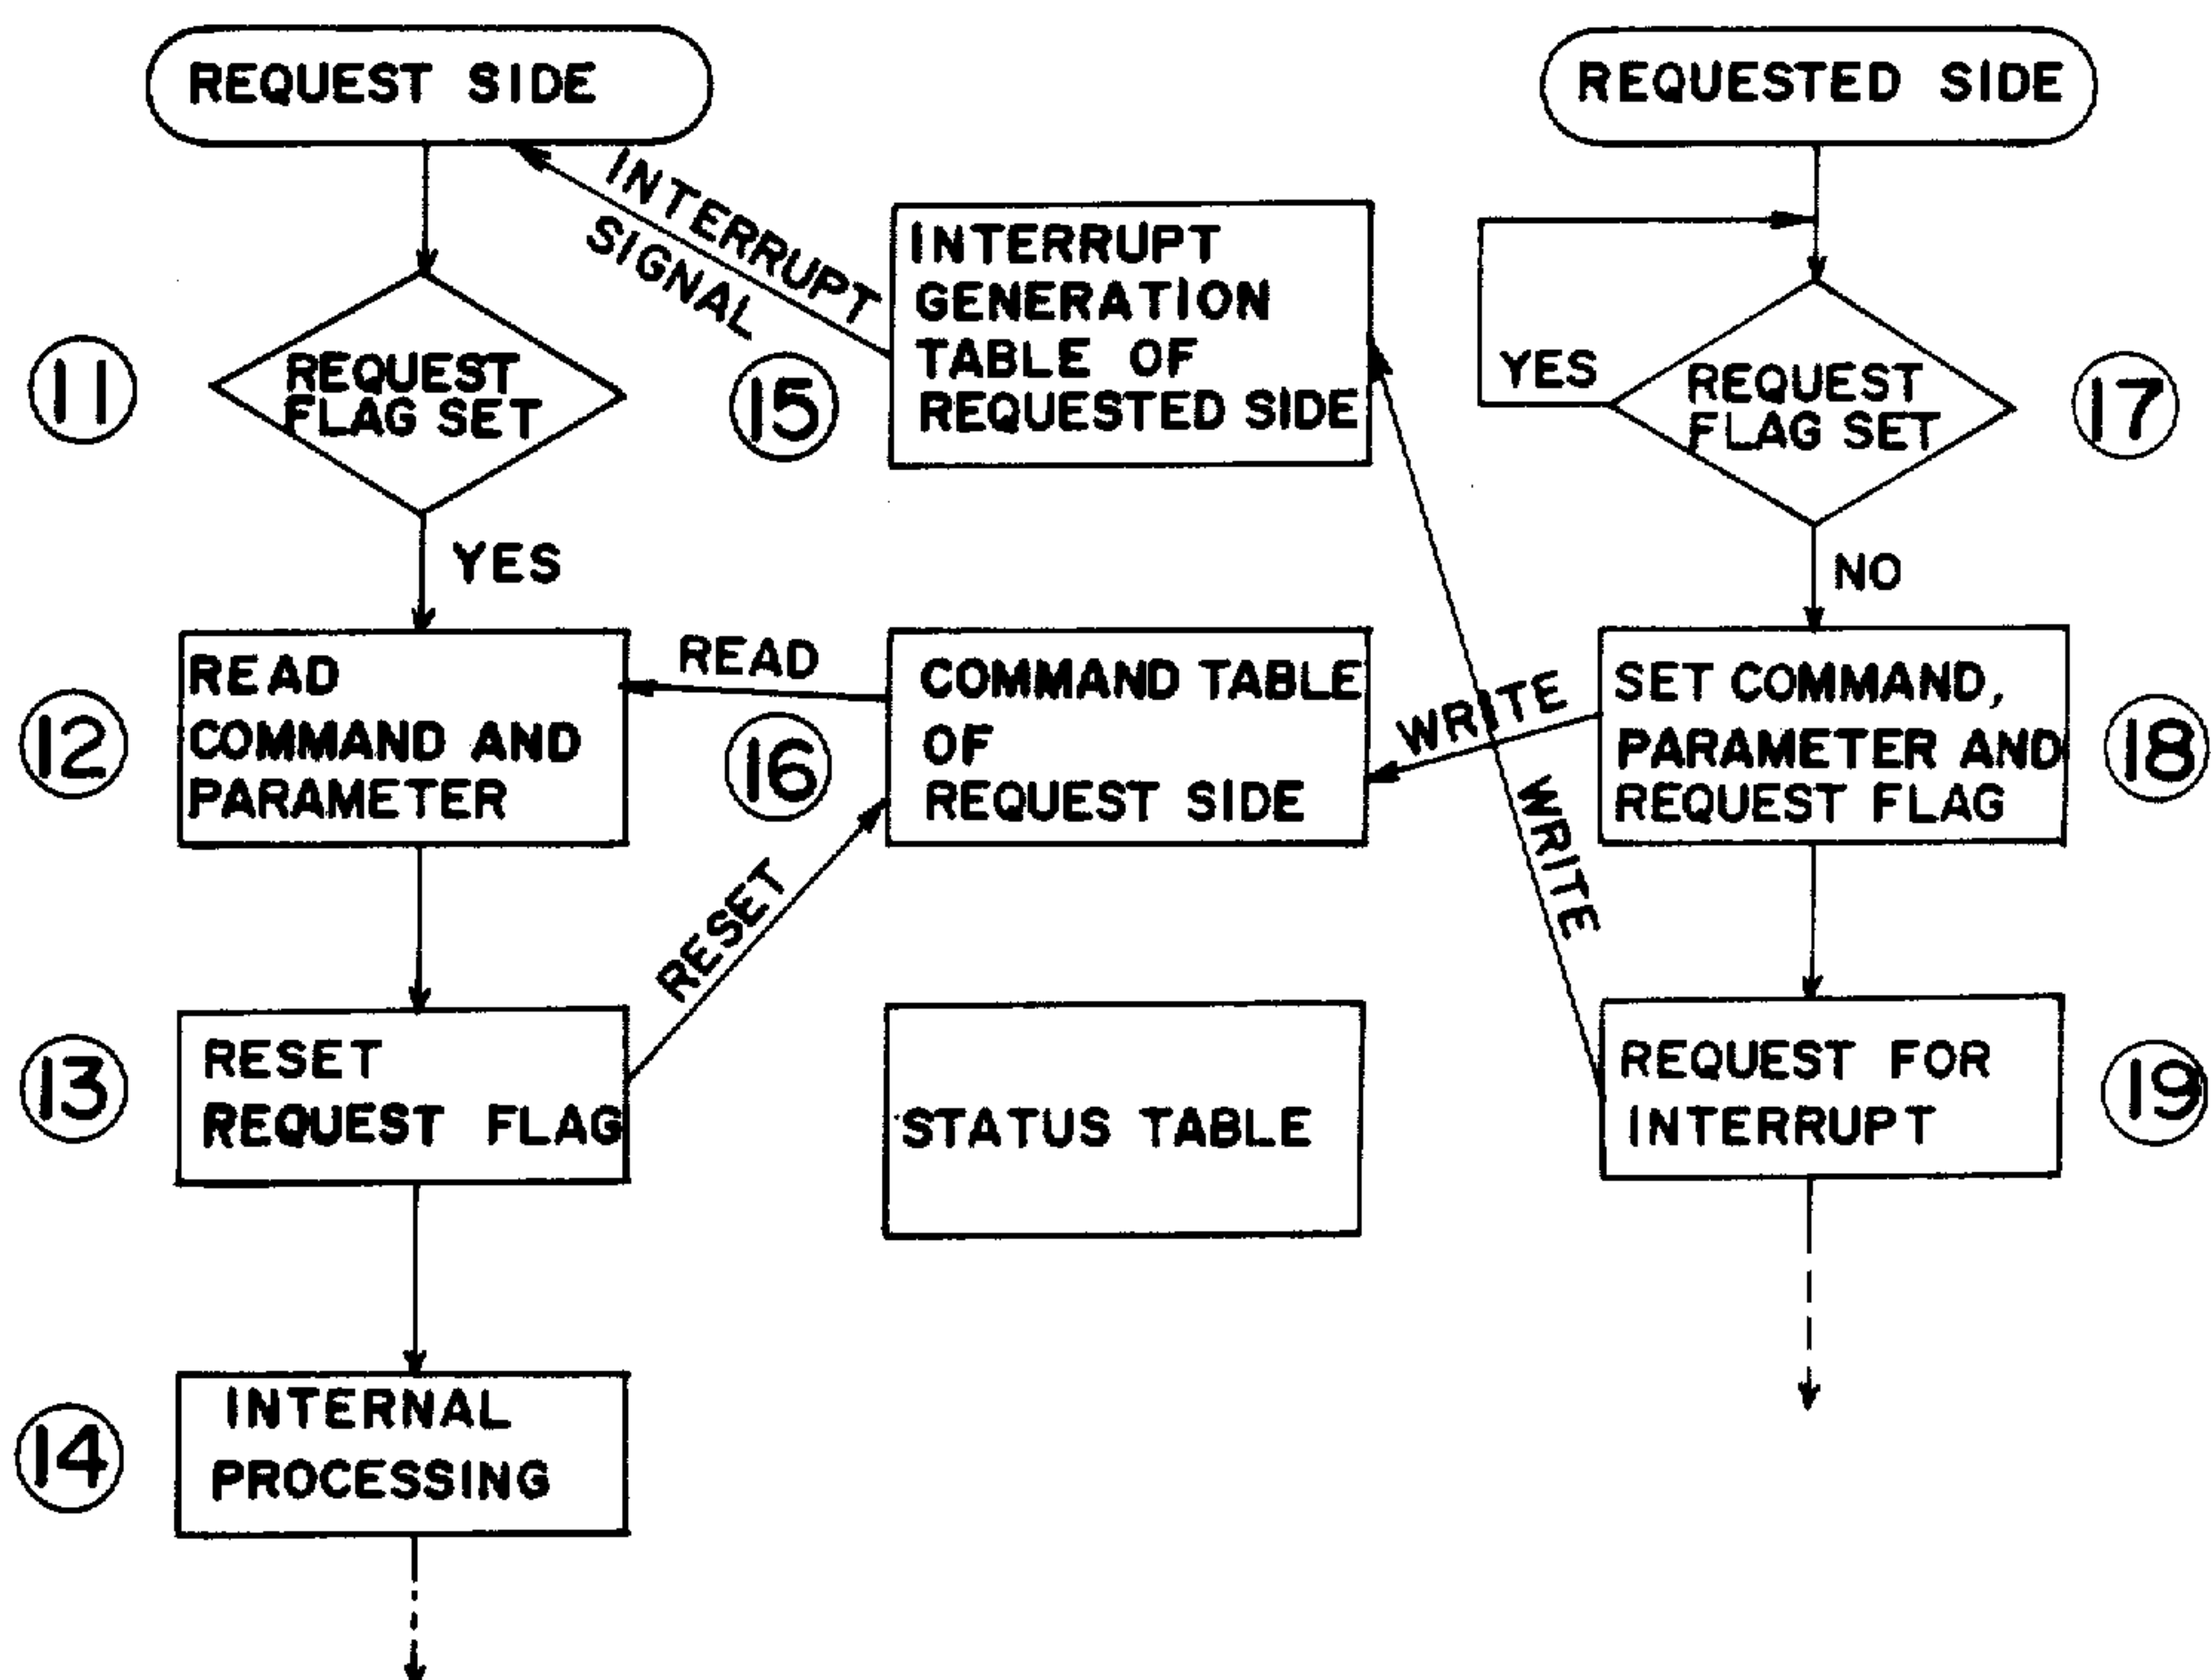 REQUEST SIDE
REQUESTED SIDE
INTERRUPT
SIGNAL
INTERRUPT
GENERATION
TABLE OF
REQUESTED SIDE
11
REQUEST
FLAG SET
15
YES
REQUEST
FLAG SET
17
YES
NO
12
READ
COMMAND AND
PARAMETER
READ
16
COMMAND TABLE
OF
REQUEST SIDE
WRITE
WRITE
SET COMMAND,
PARAMETER AND
REQUEST FLAG
18
RESET
13
RESET
REQUEST FLAG
STATUS TABLE
REQUEST FOR
INTERRUPT
19
14
INTERNAL
PROCESSING